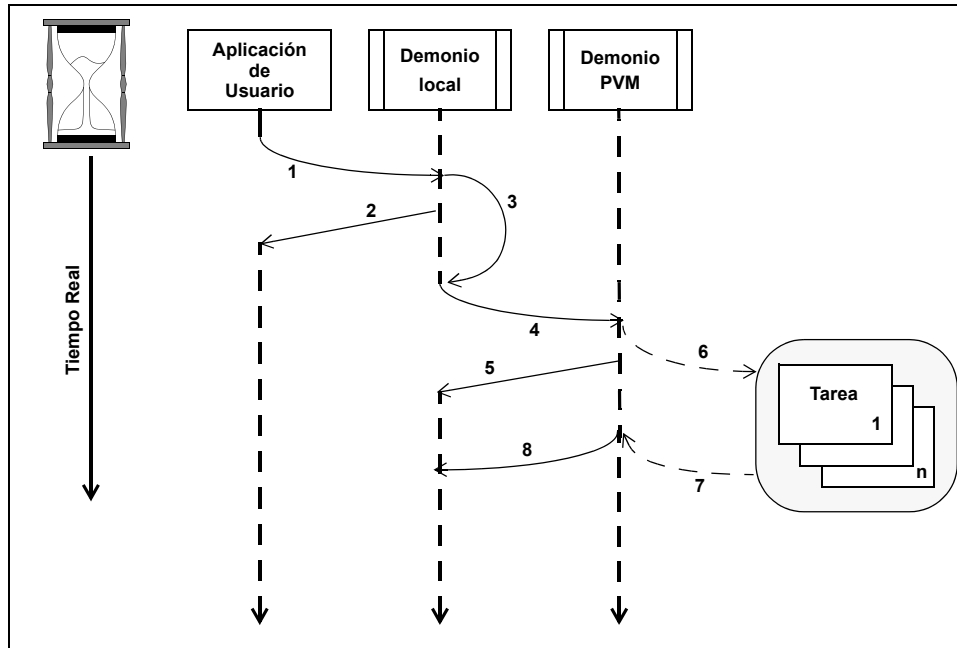 Aplicación
de
Usuario
Demonio
local
Demonio
PVM
1
3
2
Tiempo Real
4
6
5
Tarea
1
8
n
7